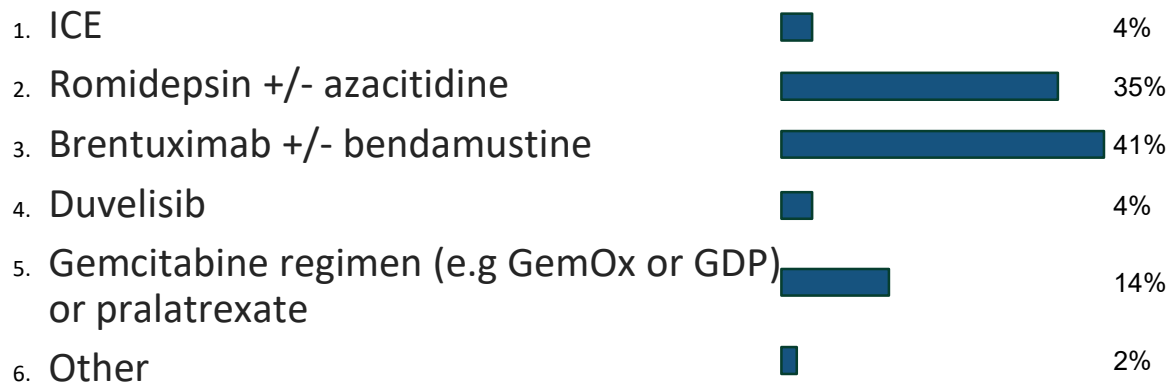 1. ICE 4%
2. Romidepsin +/- azacitidine 35%
3. Brentuximab +/- bendamustine 41%
4. Duvelisib 4%
5. Gemcitabine regimen (e.g GemOx or GDP) 14%
or pralatrexate
6. Other 2%